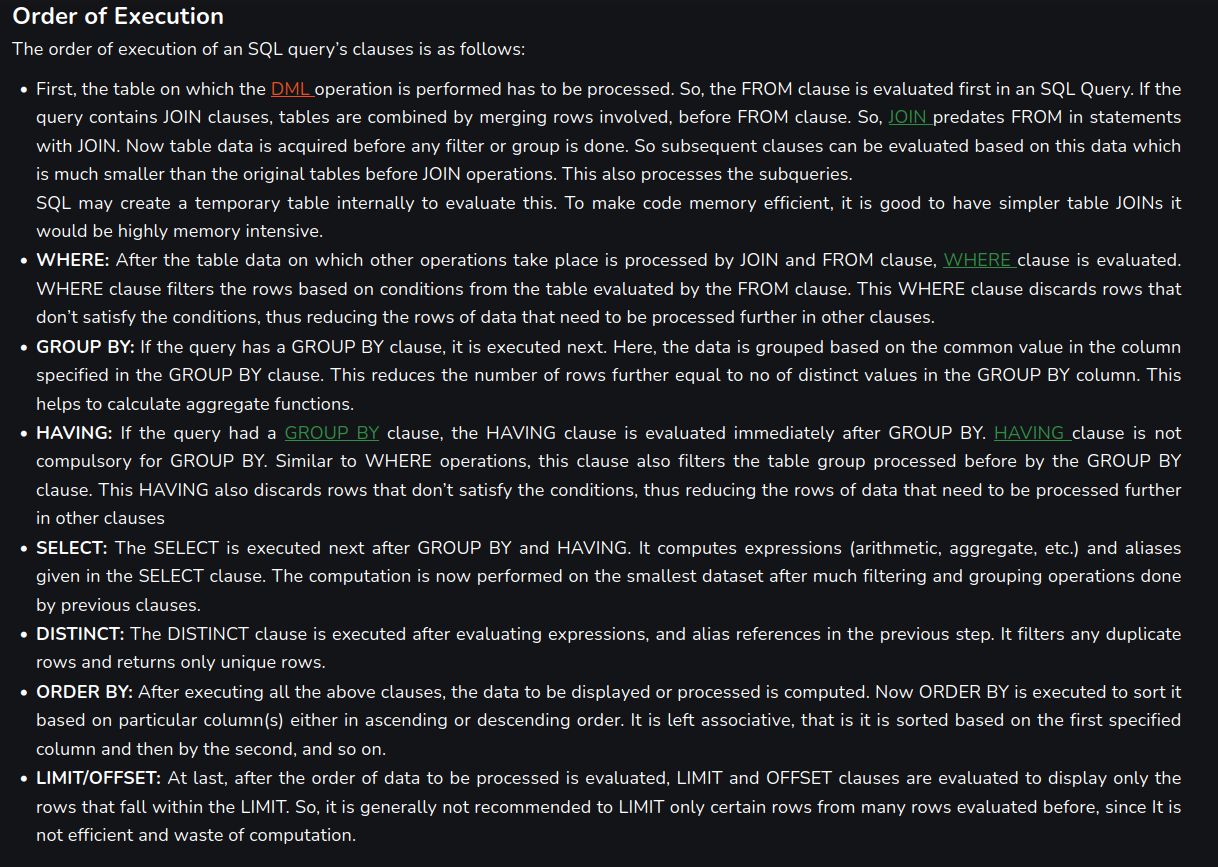 Order of Execution
The order of execution of an SQL query’s clauses is as follows:
• First, the table on which the DML operation is performed has to be processed. So, the FROM clause is evaluated first in an SQL Query. If the
query contains JOIN clauses, tables are combined by merging rows involved, before FROM clause. So, JOIN predates FROM in statements
with JOIN. Now table data is acquired before any filter or group is done. So subsequent clauses can be evaluated based on this data which
is much smaller than the original tables before JOIN operations. This also processes the subqueries.
SQL may create a temporary table internally to evaluate this. To make code memory efficient, it is good to have simpler table JOINs it
would be highly memory intensive.
• WHERE: After the table data on which other operations take place is processed by JOIN and FROM clause, WHERE clause is evaluated.
WHERE clause filters the rows based on conditions from the table evaluated by the FROM clause. This WHERE clause discards rows that
don’t satisfy the conditions, thus reducing the rows of data that need to be processed further in other clauses.
• GROUP BY: If the query has a GROUP BY clause, it is executed next. Here, the data is grouped based on the common value in the column
specified in the GROUP BY clause. This reduces the number of rows further equal to no of distinct values in the GROUP BY column. This
helps to calculate aggregate functions.
• HAVING: If the query had a GROUP BY clause, the HAVING clause is evaluated immediately after GROUP BY. HAVING clause is not
compulsory for GROUP BY. Similar to WHERE operations, this clause also filters the table group processed before by the GROUP BY
clause. This HAVING also discards rows that don’t satisfy the conditions, thus reducing the rows of data that need to be processed further
in other clauses
• SELECT: The SELECT is executed next after GROUP BY and HAVING. It computes expressions (arithmetic, aggregate, etc.) and aliases
given in the SELECT clause. The computation is now performed on the smallest dataset after much filtering and grouping operations done
by previous clauses.
• DISTINCT: The DISTINCT clause is executed after evaluating expressions, and alias references in the previous step. It filters any duplicate
rows and returns only unique rows.
• ORDER BY: After executing all the above clauses, the data to be displayed or processed is computed. Now ORDER BY is executed to sort it
based on particular column(s) either in ascending or descending order. It is left associative, that is it is sorted based on the first specified
column and then by the second, and so on.
• LIMIT/OFFSET: At last, after the order of data to be processed is evaluated, LIMIT and OFFSET clauses are evaluated to display only the
rows that fall within the LIMIT. So, it is generally not recommended to LIMIT only certain rows from many rows evaluated before, since It is
not efficient and waste of computation.